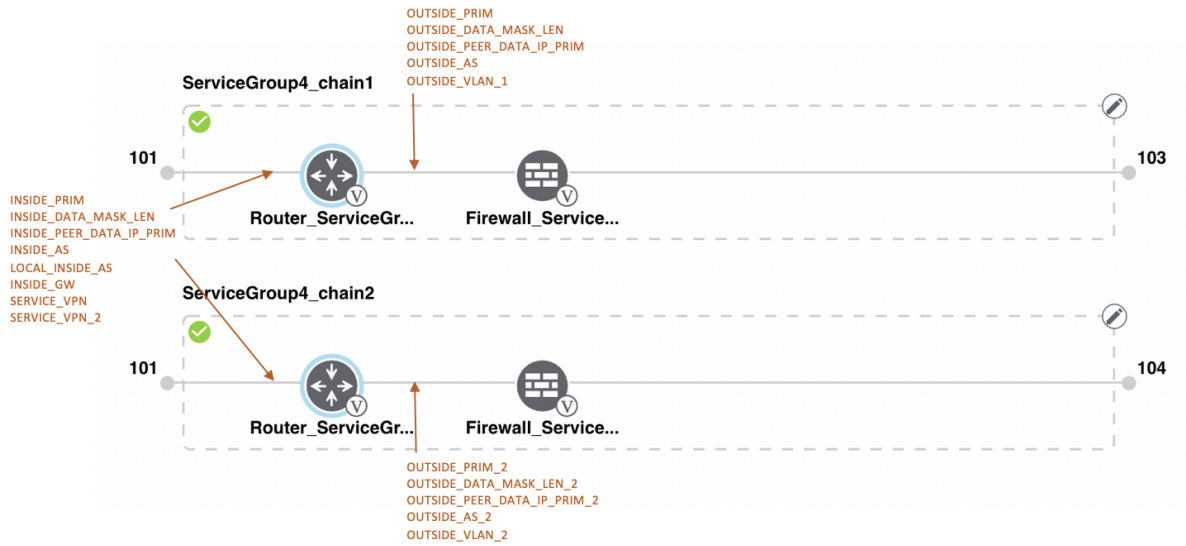 OUTSIDE_PRIM
OUTSIDE_DATA_MASK_LEN
OUTSIDE_PEER_DATA_IP_PRIM
OUTSIDE_AS
OUTSIDE_VLAN_1
ServiceGroup4_chain1
101
103
V
V
Router_ServiceGr...
Firewall_Service...
INSIDE_PRIM
INSIDE_DATA_MASK_LEN
INSIDE_PEER_DATA_IP_PRIM
INSIDE_AS
LOCAL_INSIDE_AS
INSIDE_GW
SERVICE_VPN
SERVICE_VPN_2
ServiceGroup4_chain2
101
104
V
V
Router_ServiceGr...
Firewall_Service...
OUTSIDE_PRIM_2
OUTSIDE_DATA_MASK_LEN_2
OUTSIDE_PEER_DATA_IP_PRIM_2
OUTSIDE_AS_2
OUTSIDE_VLAN_2